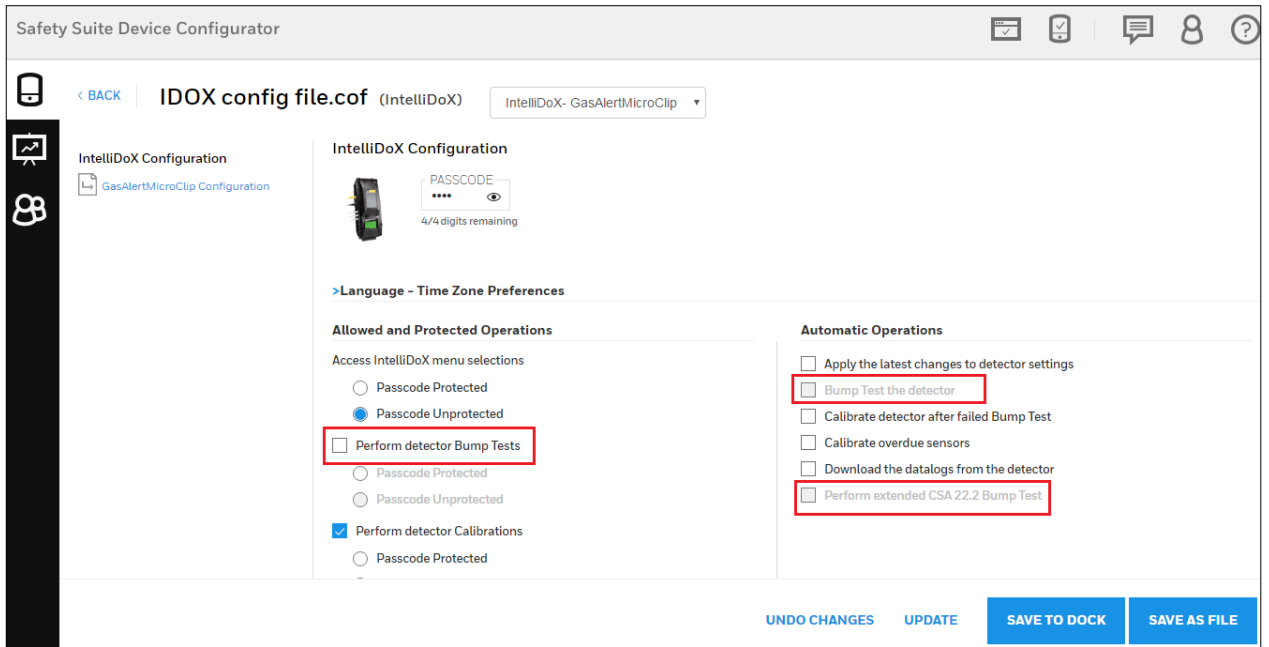 Safety Suite Device Configurator
< BACK
IDOX config file.cof (IntelliDoX)
IntelliDoX- GasAlertMicroClip
IntelliDoX Configuration
GasAlertMicroClip Configuration
IntelliDoX Configuration
PASSCODE
••••
4/4 digits remaining
>Language - Time Zone Preferences
Allowed and Protected Operations
Access IntelliDoX menu selections
Passcode Protected
Passcode Unprotected
Perform detector Bump Tests
Passcode Protected
Passcode Unprotected
Perform detector Calibrations
Passcode Protected
Automatic Operations
Apply the latest changes to detector settings
Bump Test the detector
Calibrate detector after failed Bump Test
Calibrate overdue sensors
Download the datalogs from the detector
Perform extended CSA 22.2 Bump Test
UNDO CHANGES
UPDATE
SAVE TO DOCK
SAVE AS FILE